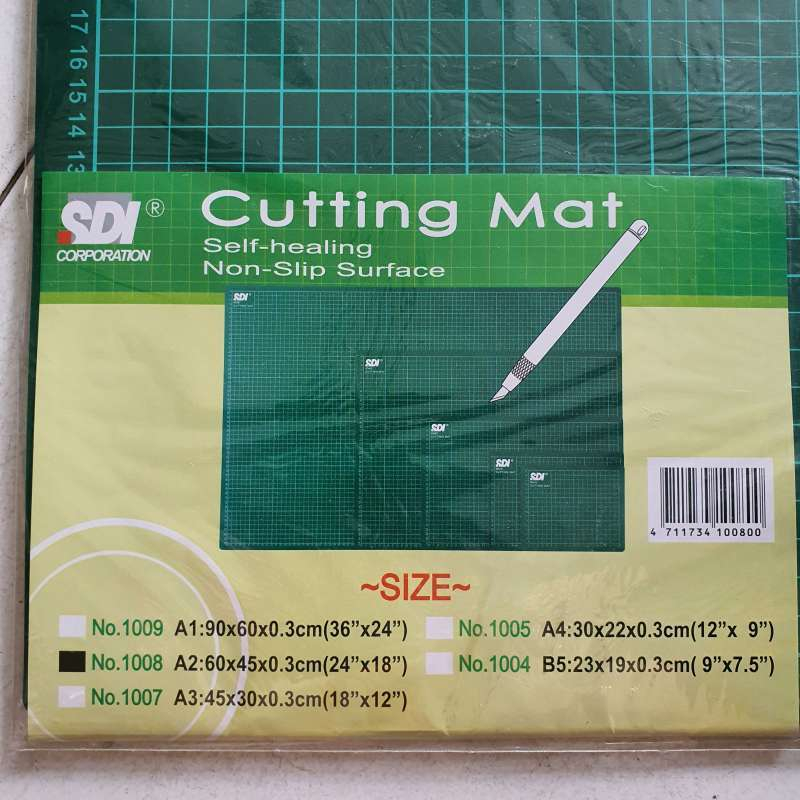 17
16
15
14
13
SDI®
CORPORATION
Cutting Mat
Self-healing
Non-Slip Surface
SDI
SDI
SDI
SDI
SDI
4 711734 100800
~SIZE~
No.1009 A1:90x60x0.3cm(36”x24”)
No.1008 A2:60x45x0.3cm(24”x18”)
No.1007 A3:45x30x0.3cm(18”x12”)
No.1005 A4:30x22x0.3cm(12”x 9”)
No.1004 B5:23x19x0.3cm( 9”x7.5”)